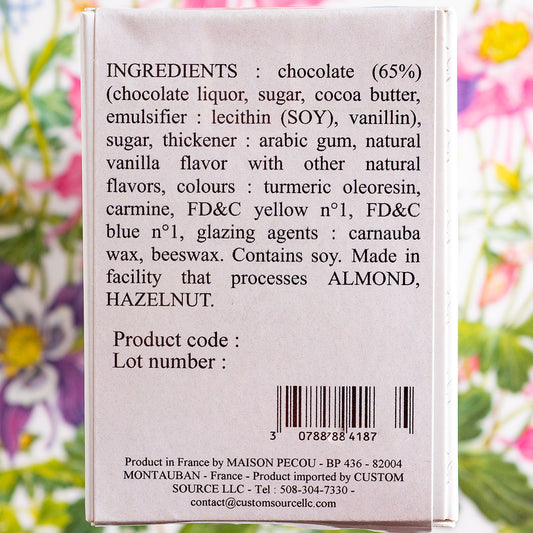 INGREDIENTS : chocolate (65%)
(chocolate liquor, sugar, cocoa butter,
emulsifier : lecithin (SOY), vanillin),
sugar, thickener : arabic gum, natural
vanilla flavor with other natural
flavors, colours : turmeric oleoresin,
carmine, FD&C yellow n°1, FD&C
blue n°1, glazing agents : carnauba
wax, beeswax. Contains soy. Made in
facility that processes ALMOND,
HAZELNUT.
Product code :
Lot number :
3 078888 4187
Product in France by MAISON PECOU - BP 436 - 82004
MONTAUBAN - France - Product imported by CUSTOM
SOURCE LLC - Tel : 508-304-7330 -
contact@customsourcellc.com